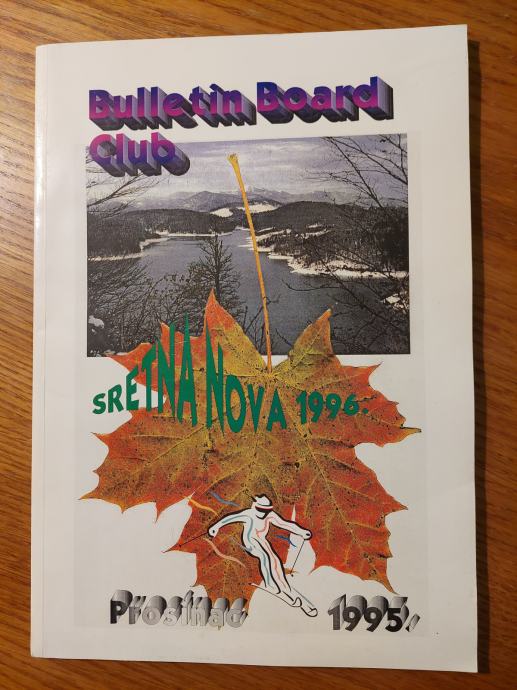 Bulletin Board
Club
SRETNA NOVA 1996.
Prosinac 1995.